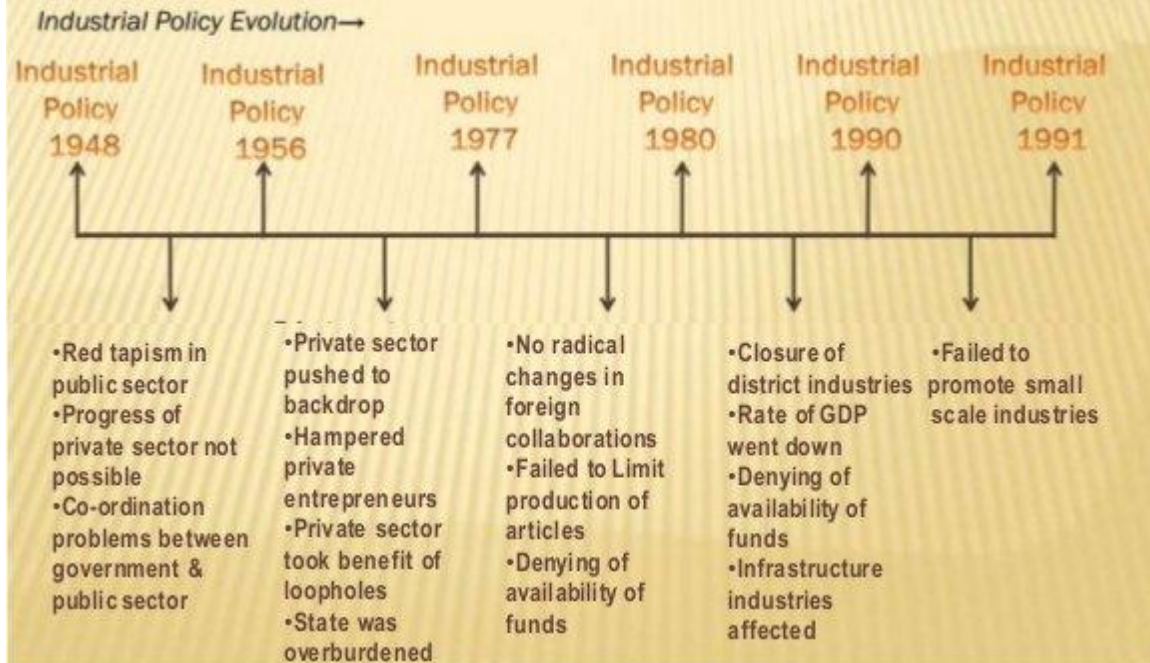 Industrial Policy Evolution→
Industrial
Policy
1948
Industrial
Policy
1956
Industrial
Policy
1977
Industrial
Policy
1980
Industrial
Policy
1990
Industrial
Policy
1991
•Red tapism in
public sector
•Progress of
private sector not
possible
•Co-ordination
problems between
government &
public sector
•Private sector
pushed to
backdrop
•Hampered
private
entrepreneurs
•Private sector
took benefit of
loopholes
•State was
overburdened
•No radical
changes in
foreign
collaborations
•Failed to Limit
production of
articles
•Denying of
availability of
funds
•Closure of
district industries
•Rate of GDP
went down
•Denying of
availability of
funds
•Infrastructure
industries
affected
•Failed to
promote small
scale industries